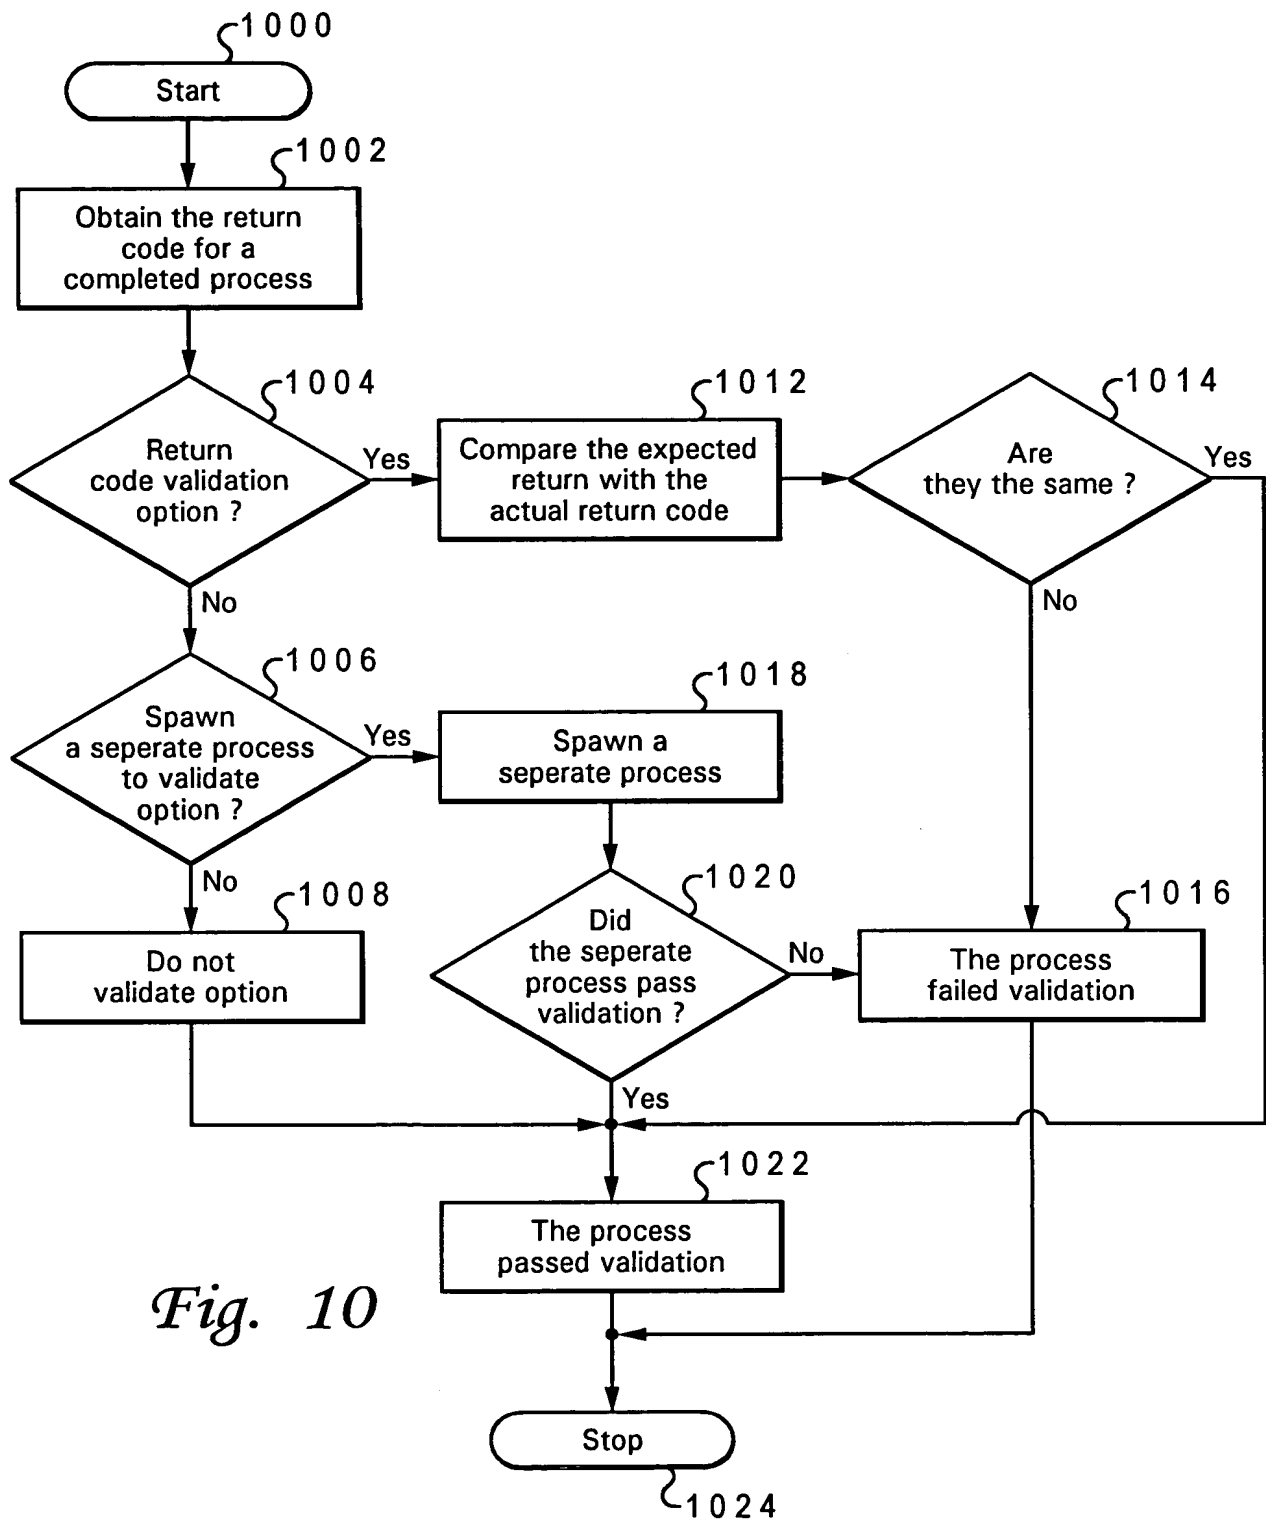 1000
Start
1002
Obtain the return
code for a
completed process
1004
Return
code validation
option ?
Yes
No
1012
Compare the expected
return with the
actual return code
1014
Are
they the same ?
Yes
No
1006
Spawn
a seperate process
to validate
option ?
Yes
No
1018
Spawn a
seperate process
1008
Do not
validate option
1020
Did
the seperate
process pass
validation ?
No
Yes
1016
The process
failed validation
1022
The process
passed validation
Fig. 10
Stop
1024